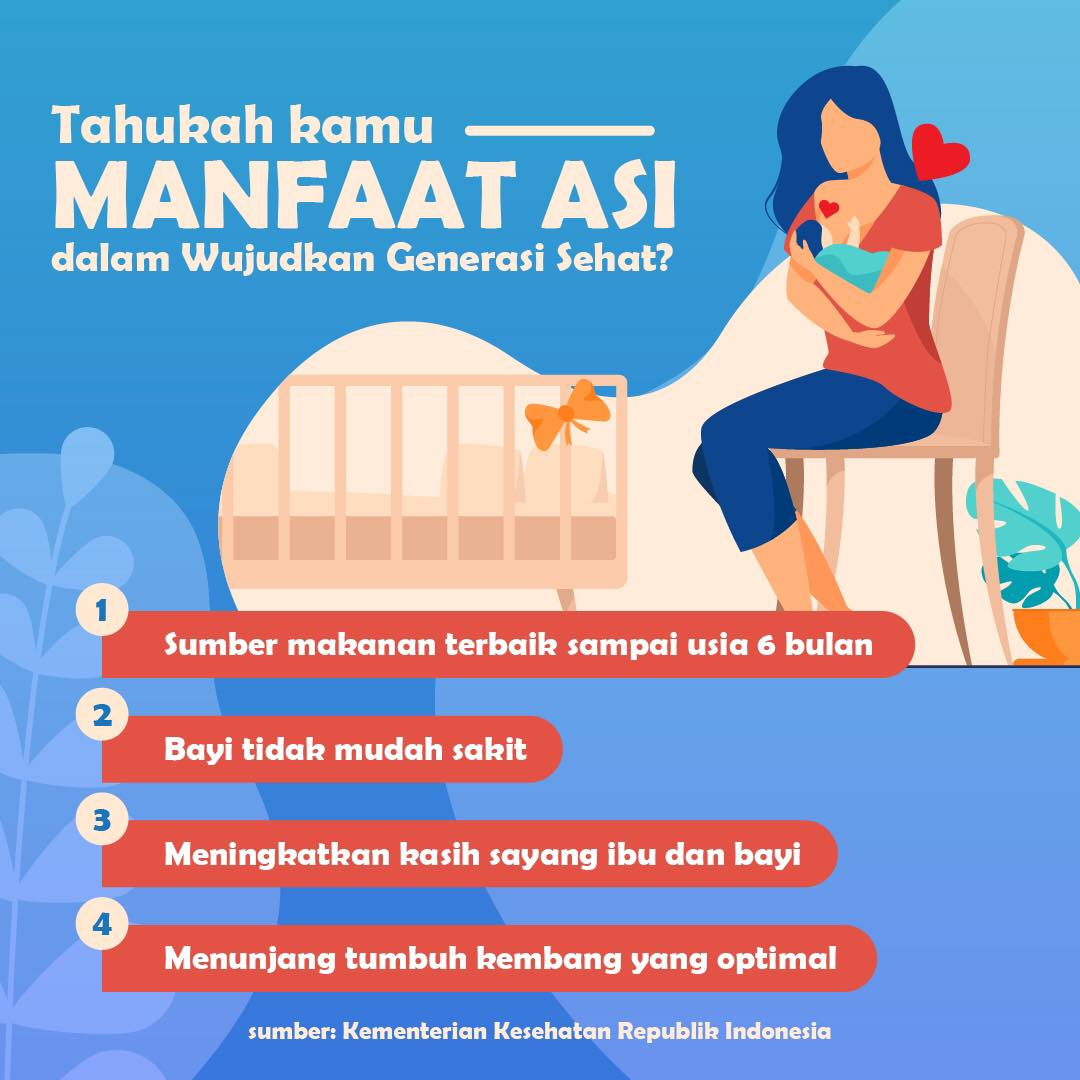 Tahukah kamu
MANFAAT ASI
dalam Wujudkan Generasi Sehat?
1
Sumber makanan terbaik sampai usia 6 bulan
2
Bayi tidak mudah sakit
3
Meningkatkan kasih sayang ibu dan bayi
4
Menunjang tumbuh kembang yang optimal
sumber: Kementerian Kesehatan Republik Indonesia